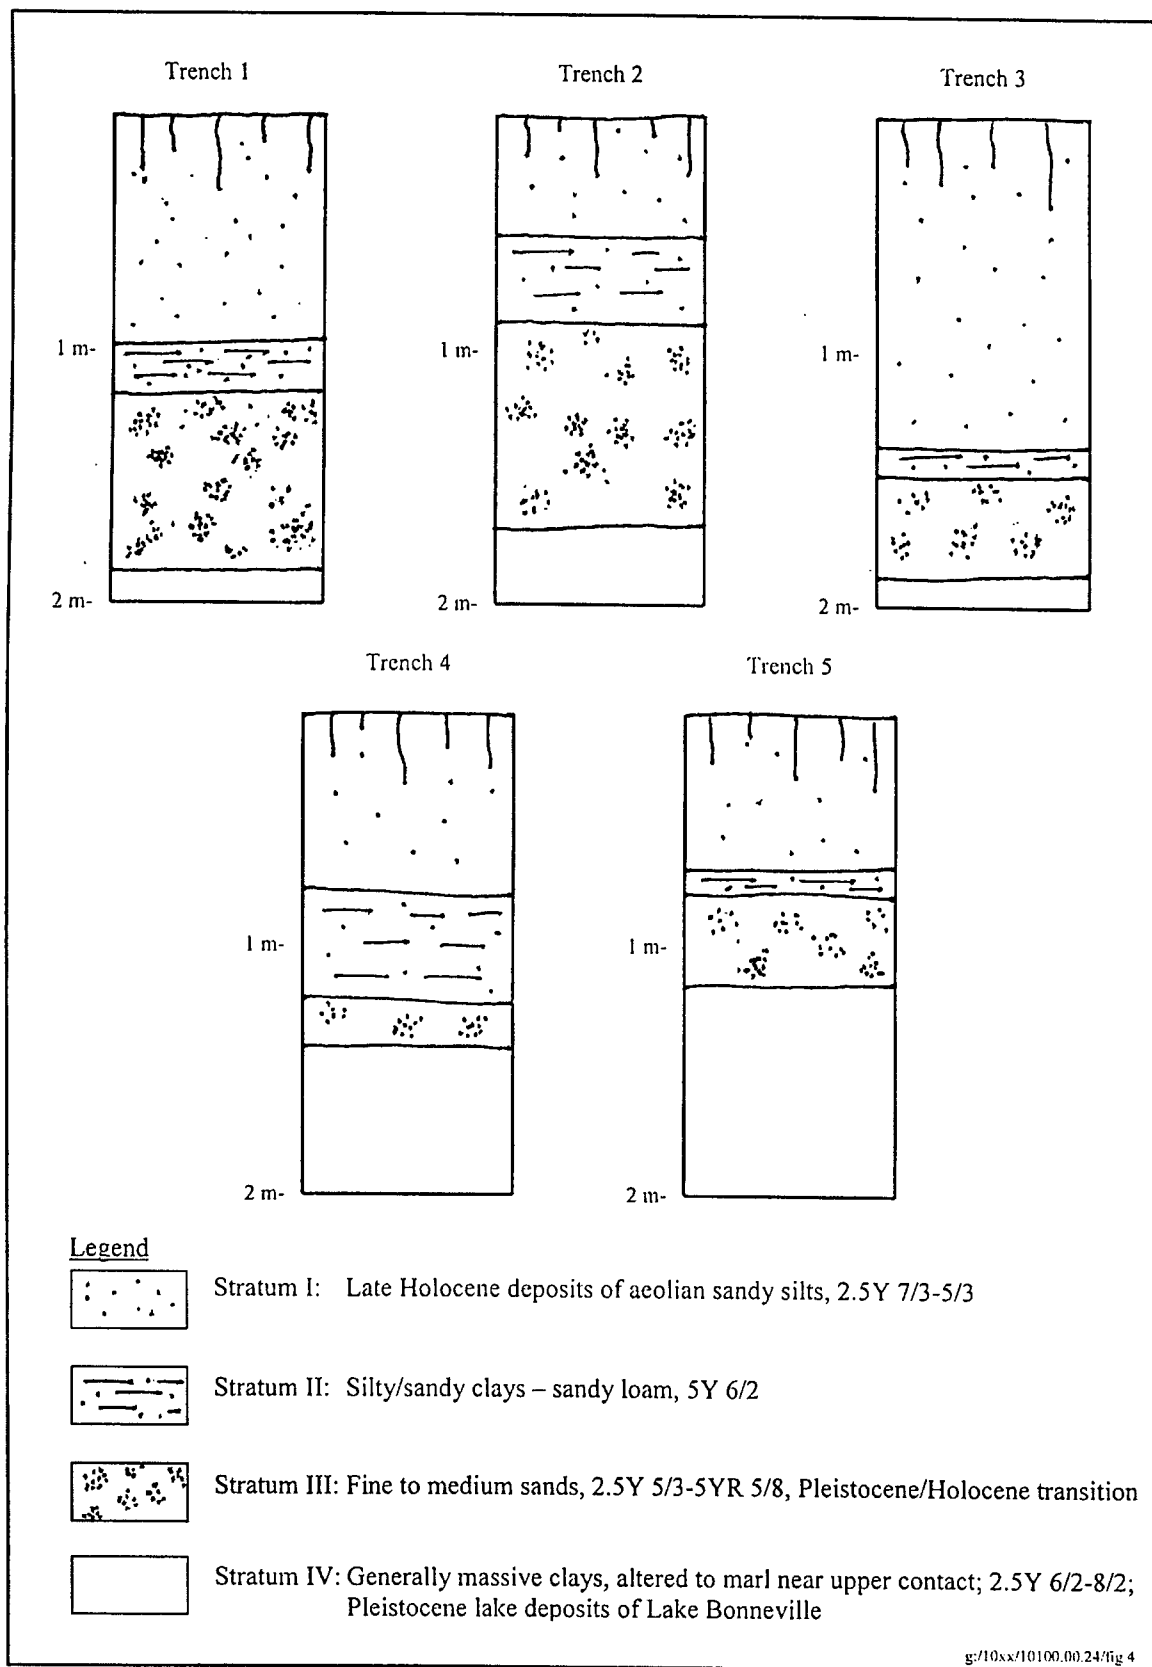 Trench 1
Trench 2
Trench 3
1 m-
1 m-
1 m-
2 m-
2 m-
2 m-
Trench 4
Trench 5
1 m-
1 m-
2 m-
2 m-
Legend
Stratum I: Late Holocene deposits of aeolian sandy silts, 2.5Y 7/3-5/3
Stratum II: Silty/sandy clays – sandy loam, 5Y 6/2
Stratum III: Fine to medium sands, 2.5Y 5/3-5YR 5/8, Pleistocene/Holocene transition
Stratum IV: Generally massive clays, altered to marl near upper contact; 2.5Y 6/2-8/2;
Pleistocene lake deposits of Lake Bonneville
g:/10xx/10100.00.24/fig 4